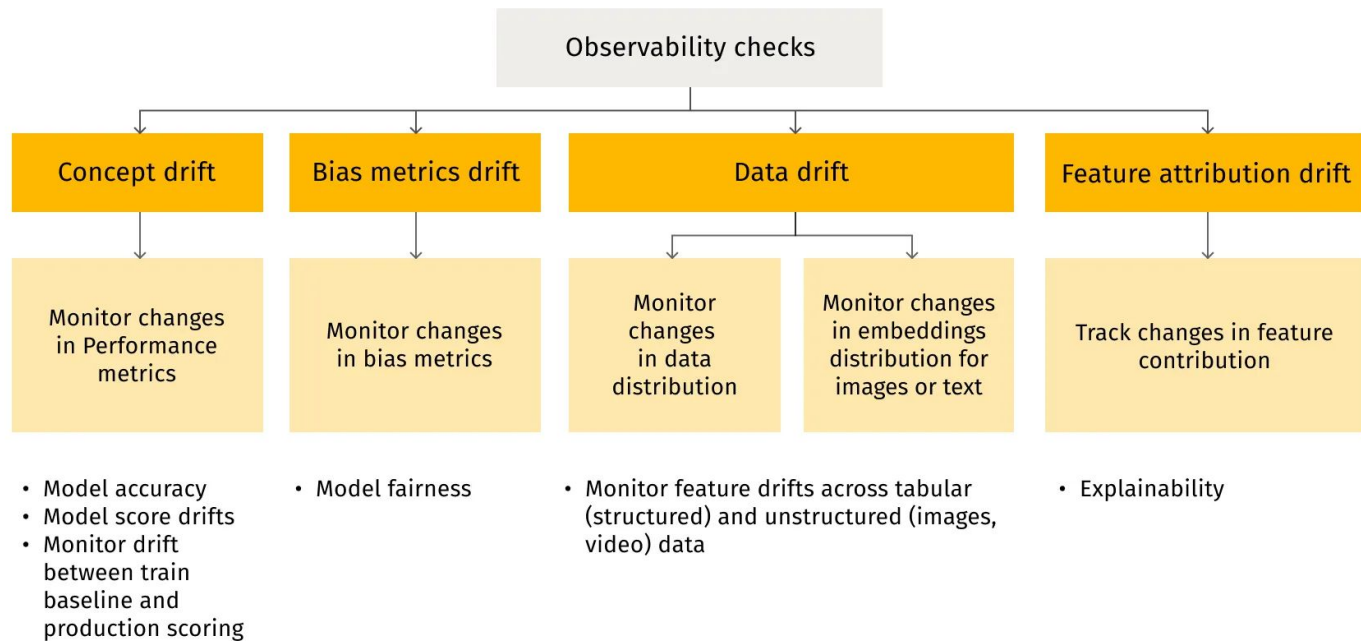 Observability checks
Concept drift
Bias metrics drift
Data drift
Feature attribution drift
Monitor changes
in Performance
metrics
Monitor changes
in bias metrics
Monitor
changes
in data
distribution
Monitor changes
in embeddings
distribution for
images or text
Track changes in feature
contribution
• Model accuracy
• Model score drifts
• Monitor drift
between train
baseline and
production scoring
• Model fairness
• Monitor feature drifts across tabular
(structured) and unstructured (images,
video) data
• Explainability